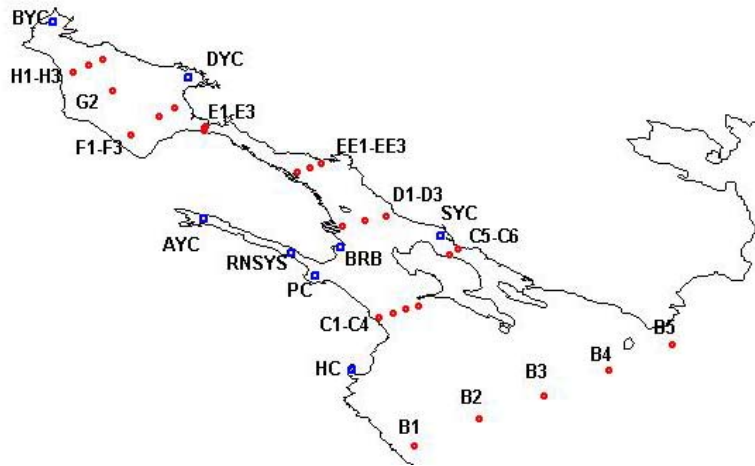 BYC
DYC
H1-H3
G2
E1-E3
F1-F3
EE1-EE3
D1-D3
SYC
C5-C6
AYC
RNSYS
BRB
PC
C1-C4
B5
HC
B4
B3
B2
B1